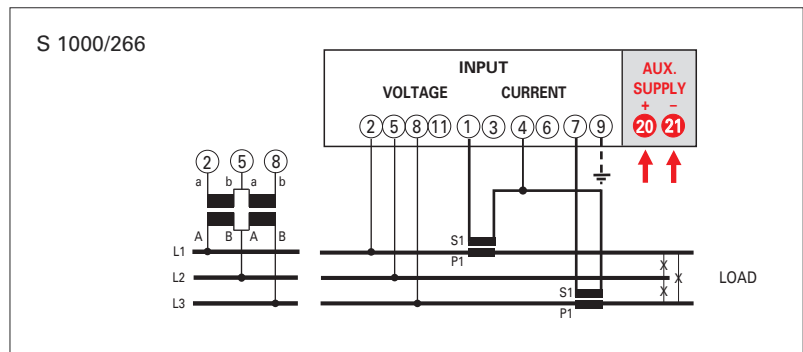 S 1000/266
INPUT
VOLTAGE CURRENT
2 5 8 11 1 3 4 6 7 9
AUX.
SUPPLY
+ −
20 21
2 5 8
a b a b
A B A B
L1
L2
L3
S1
P1
S1
P1
X
X
X
LOAD